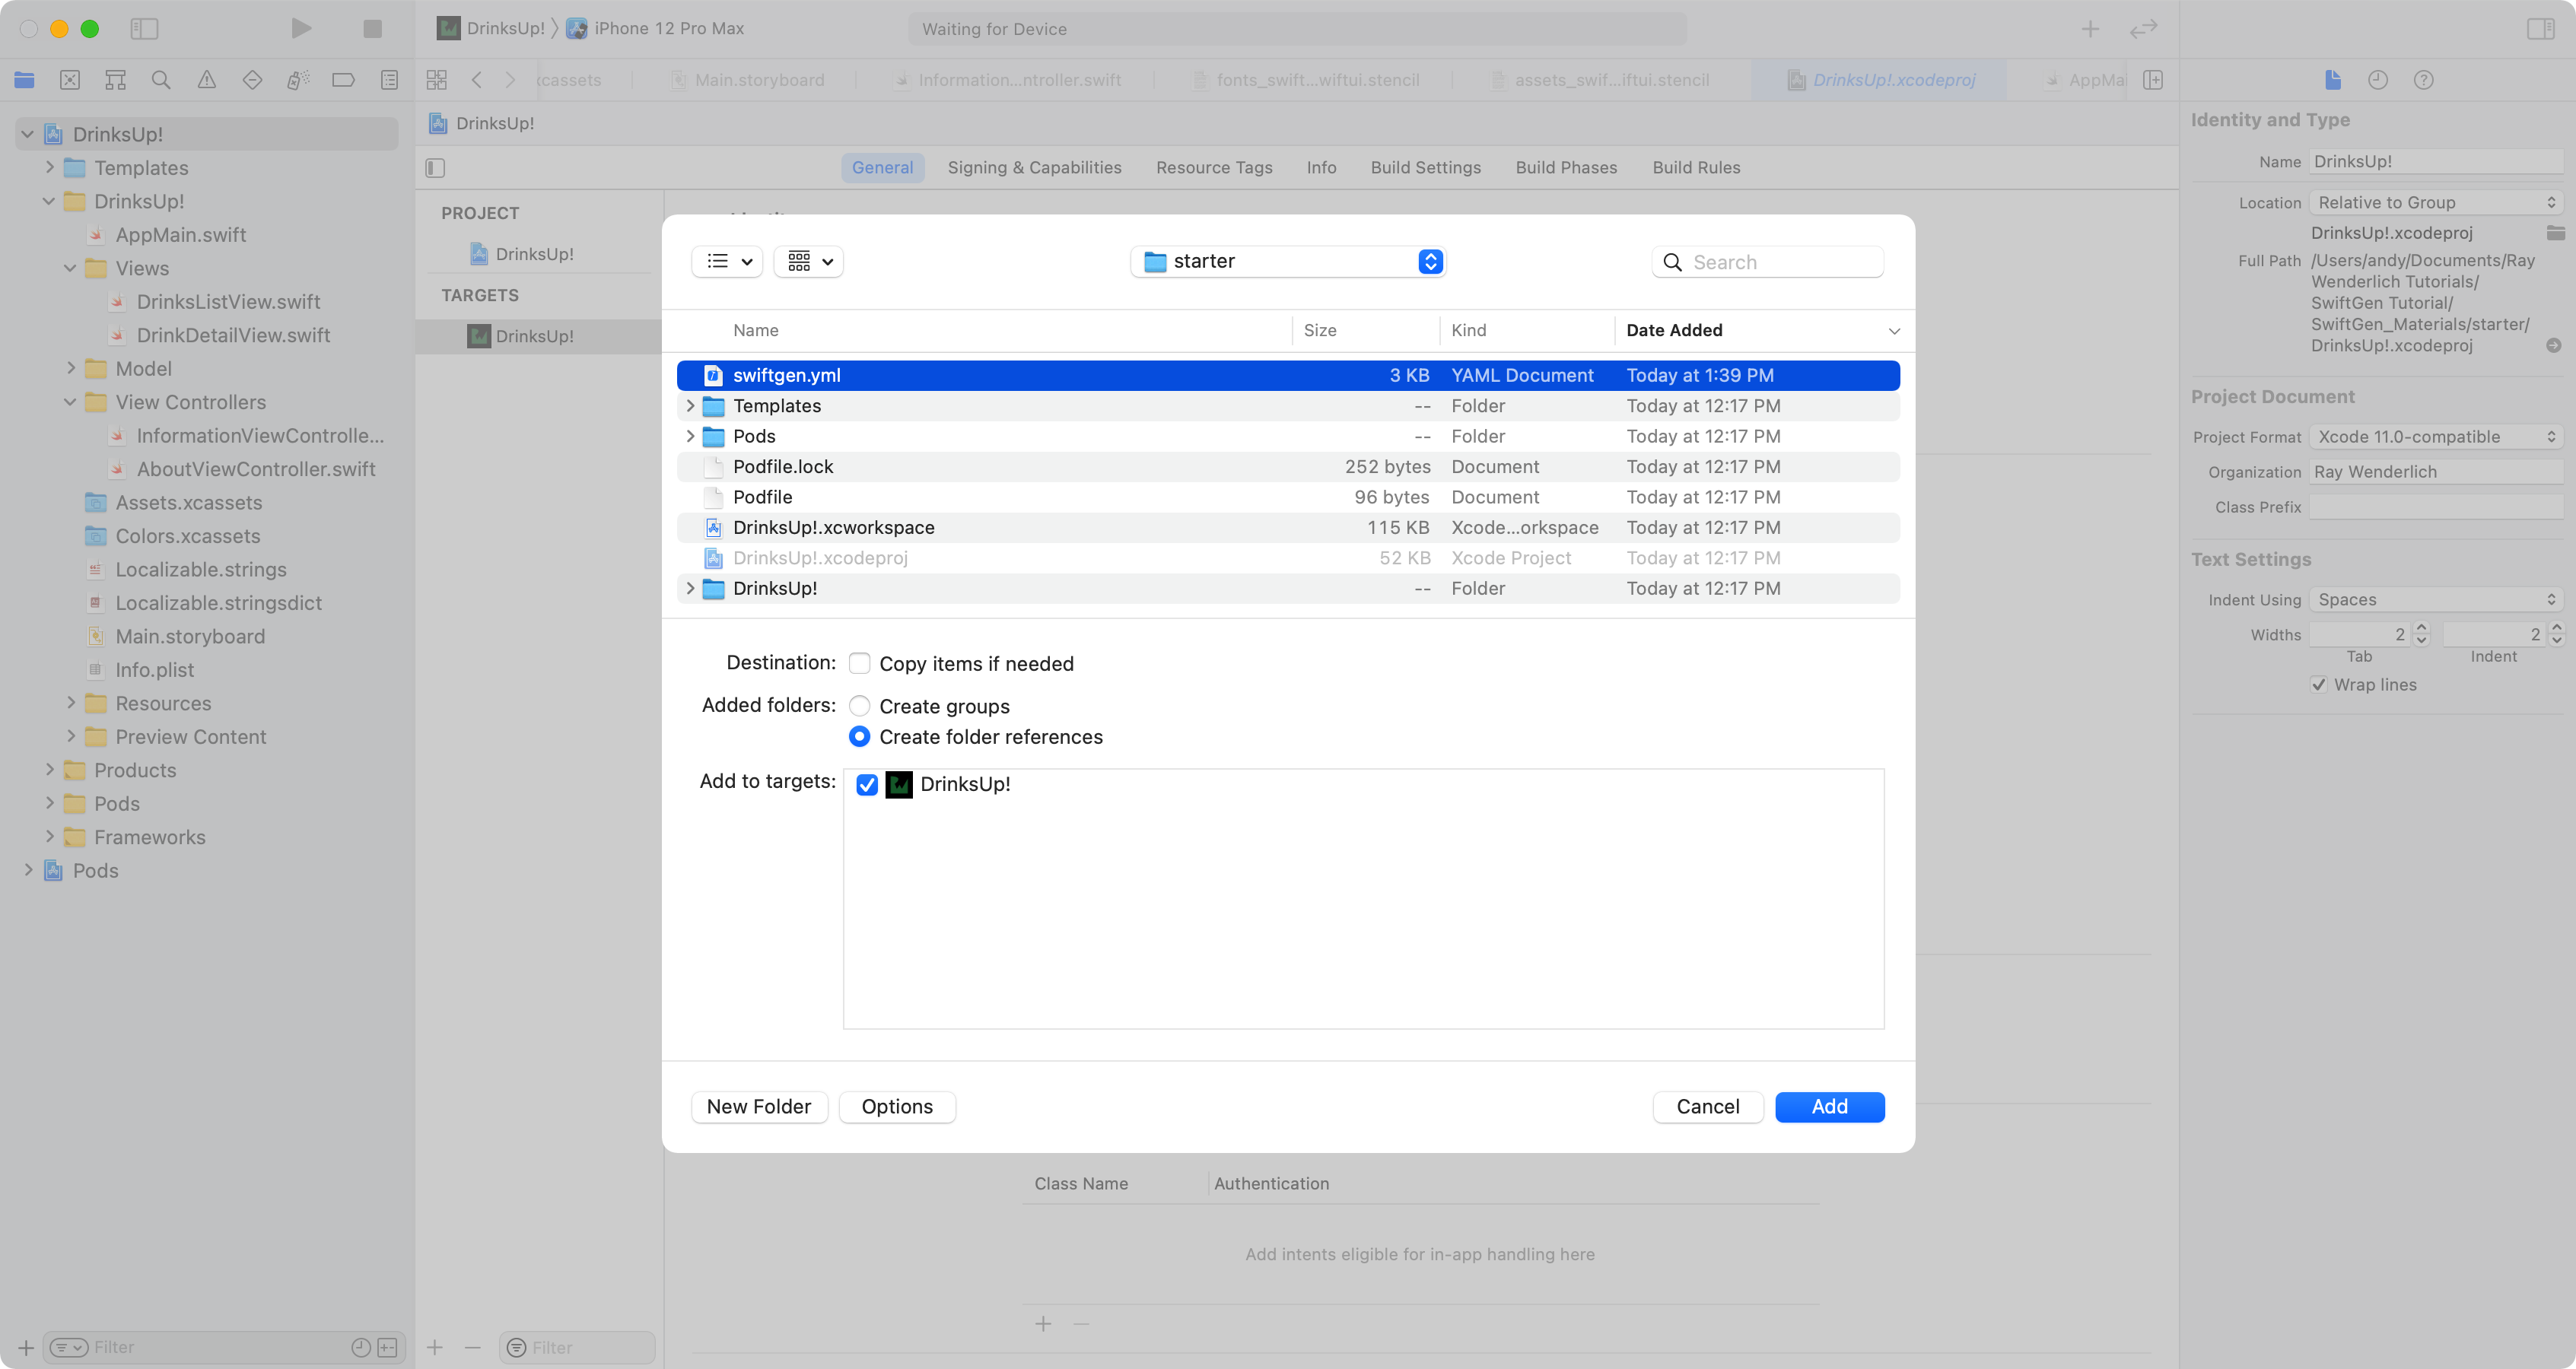 DrinksUp! 〉 iPhone 12 Pro Max
Waiting for Device
xcassets
Main.storyboard
Information...ntroller.swift
fonts_swift...wiftui.stencil
assets_swif...iftui.stencil
DrinksUp!.xcodeproj
AppMai
DrinksUp!
Templates
DrinksUp!
AppMain.swift
Views
DrinksListView.swift
DrinkDetailView.swift
Model
View Controllers
InformationViewControlle...
AboutViewController.swift
Assets.xcassets
Colors.xcassets
Localizable.strings
Localizable.stringsdict
Main.storyboard
Info.plist
Resources
Preview Content
Products
Pods
Frameworks
Pods
Filter
DrinksUp!
General Signing & Capabilities Resource Tags Info Build Settings Build Phases Build Rules
PROJECT
DrinksUp!
TARGETS
DrinksUp!
Filter
starter
Search
Name Size Kind Date Added
swiftgen.yml 3 KB YAML Document Today at 1:39 PM
Templates -- Folder Today at 12:17 PM
Pods -- Folder Today at 12:17 PM
Podfile.lock 252 bytes Document Today at 12:17 PM
Podfile 96 bytes Document Today at 12:17 PM
DrinksUp!.xcworkspace 115 KB Xcode...orkspace Today at 12:17 PM
DrinksUp!.xcodeproj 52 KB Xcode Project Today at 12:17 PM
DrinksUp! -- Folder Today at 12:17 PM
Destination: Copy items if needed
Added folders: Create groups
Create folder references
Add to targets: DrinksUp!
New Folder Options Cancel Add
Class Name Authentication
Add intents eligible for in-app handling here
Identity and Type
Name DrinksUp!
Location Relative to Group
DrinksUp!.xcodeproj
Full Path /Users/andy/Documents/Ray
Wenderlich Tutorials/
SwiftGen Tutorial/
SwiftGen_Materials/starter/
DrinksUp!.xcodeproj
Project Document
Project Format Xcode 11.0-compatible
Organization Ray Wenderlich
Class Prefix
Text Settings
Indent Using Spaces
Widths 2 2
Tab Indent
Wrap lines